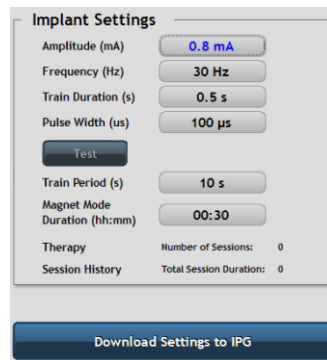 Implant Settings
Amplitude (mA) 0.8 mA
Frequency (Hz) 30 Hz
Train Duration (s) 0.5 s
Pulse Width (us) 100 µs
Test
Train Period (s) 10 s
Magnet Mode
Duration (hh:mm) 00:30
Therapy Number of Sessions: 0
Session History Total Session Duration: 0
Download Settings to IPG